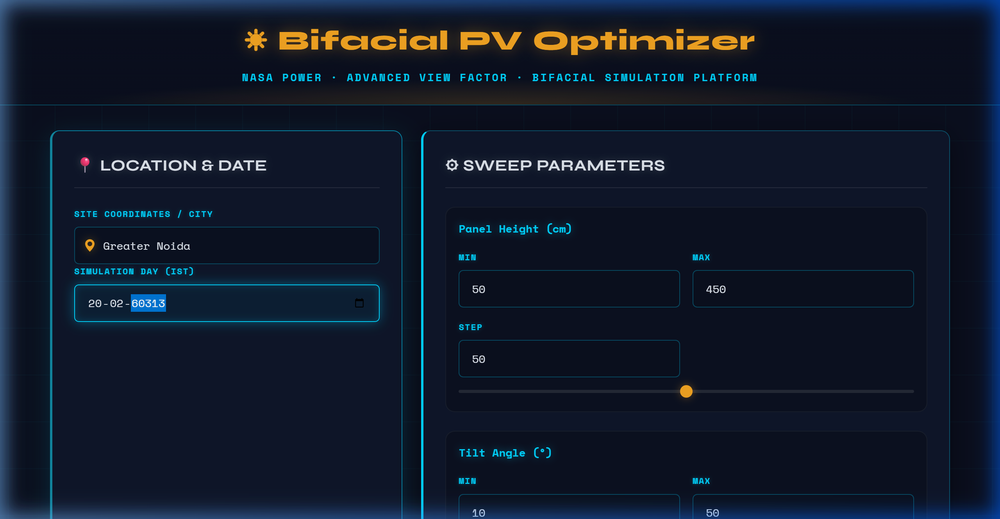 Bifacial PV Optimizer
NASA POWER · ADVANCED VIEW FACTOR · BIFACIAL SIMULATION PLATFORM
LOCATION & DATE
SITE COORDINATES / CITY
Greater Noida
SIMULATION DAY (IST)
20-02-60313
SWEEP PARAMETERS
Panel Height (cm)
MIN
MAX
50
450
STEP
50
Tilt Angle (°)
MIN
MAX
10
50